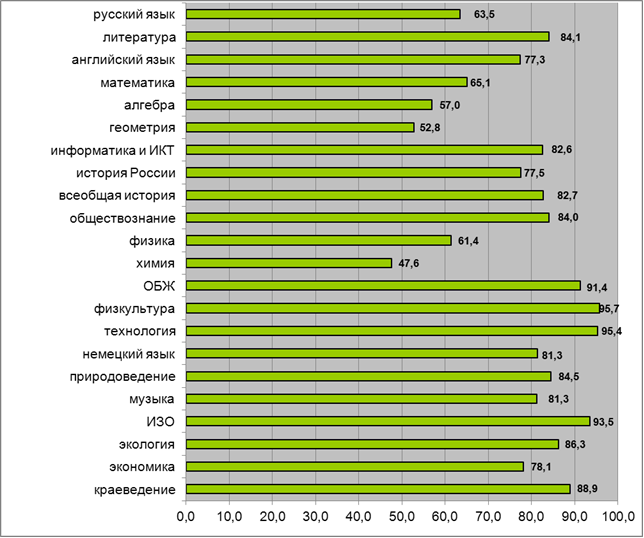 русский язык 63,5
литература 84,1
английский язык 77,3
математика 65,1
алгебра 57,0
геометрия 52,8
информатика и ИКТ 82,6
история России 77,5
всеобщая история 82,7
обществознание 84,0
физика 61,4
химия 47,6
ОБЖ 91,4
физкультура 95,7
технология 95,4
немецкий язык 81,3
природоведение 84,5
музыка 81,3
ИЗО 93,5
экология 86,3
экономика 78,1
краеведение 88,9
0,0 10,0 20,0 30,0 40,0 50,0 60,0 70,0 80,0 90,0 100,0